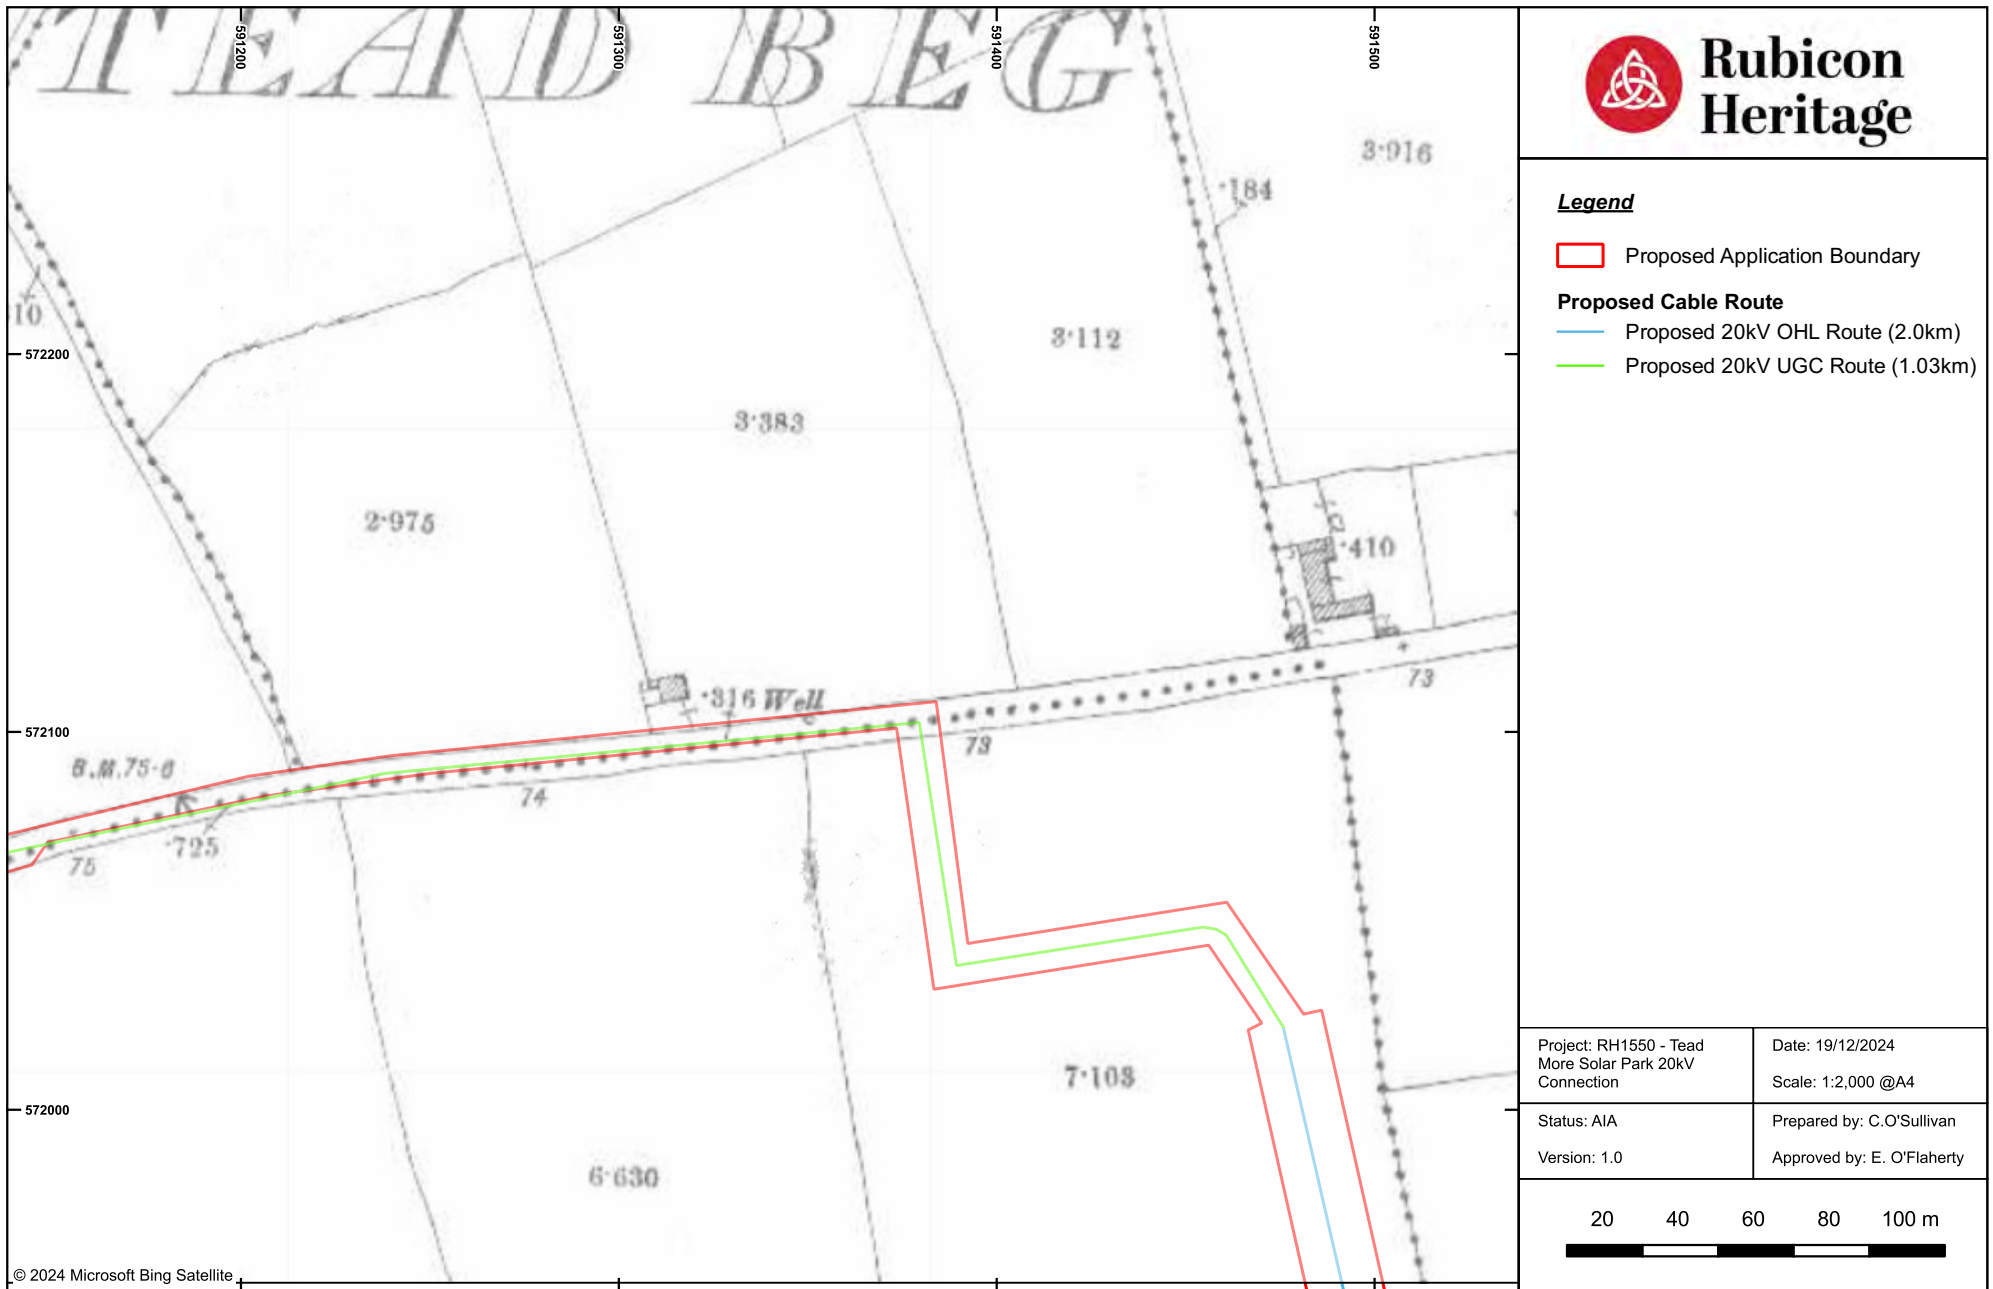 TEAD BEG
591200
591300
591400
591500
3·916
·184
10
3·112
572200
3·383
2·975
·410
·316 Well
73
572100
73
B.M.75·6
74
·725
75
7·103
572000
6·630
© 2024 Microsoft Bing Satellite
Rubicon
Heritage
Legend
Proposed Application Boundary
Proposed Cable Route
Proposed 20kV OHL Route (2.0km)
Proposed 20kV UGC Route (1.03km)
Project: RH1550 - Tead
More Solar Park 20kV
Connection
Date: 19/12/2024
Scale: 1:2,000 @A4
Status: AIA
Version: 1.0
Prepared by: C.O'Sullivan
Approved by: E. O'Flaherty
20 40 60 80 100 m